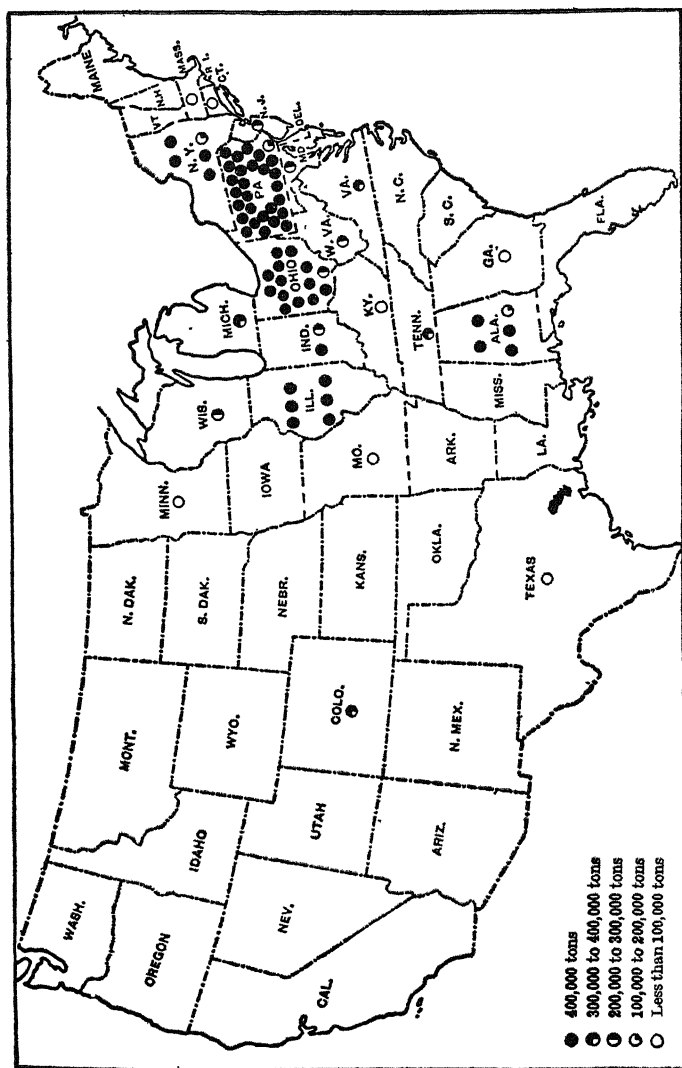 WASH.
MONT.
N. DAK.
MINN.
OREGON
IDAHO
WYO.
S. DAK.
WIS.
MICH.
NEV.
UTAH
COLO.
NEBR.
IOWA
ILL.
IND.
OHIO
PA
N. Y.
VT
N.H
MAINE
MASS.
R I.
CT.
N.J.
DEL.
MD
CAL.
ARIZ.
N. MEX.
KANS.
MO.
KY.
W. VA.
VA.
OKLA.
ARK.
TENN.
N. C.
S. C.
TEXAS
LA.
MISS.
ALA.
GA.
FLA.
400,000 tons
300,000 to 400,000 tons
200,000 to 300,000 tons
100,000 to 200,000 tons
Less than 100,000 tons